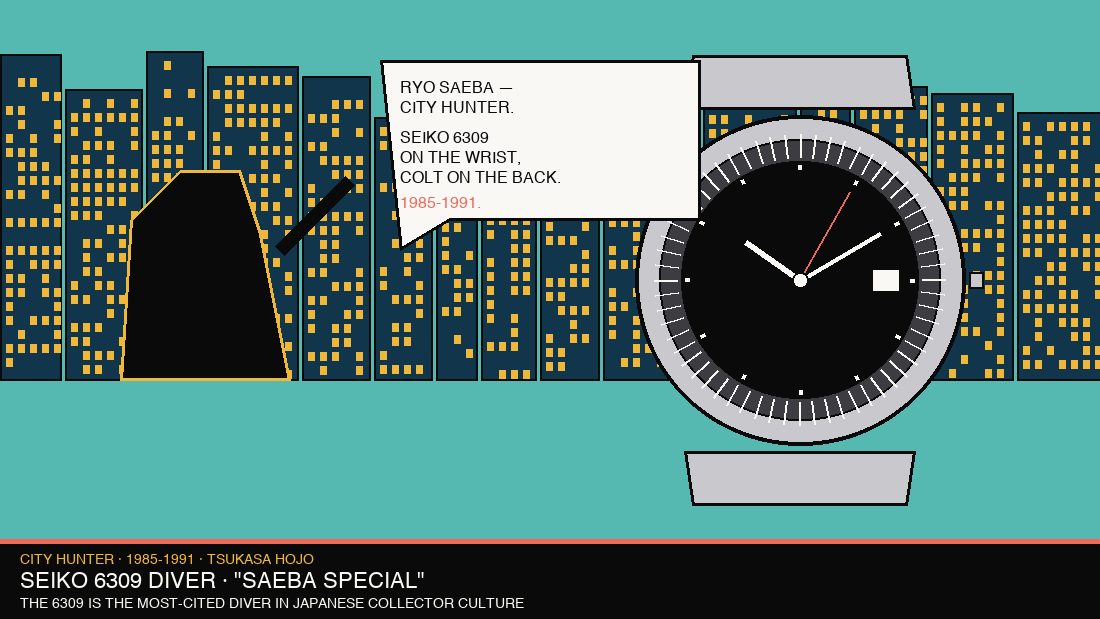 RYO SAEBA —
CITY HUNTER.
SEIKO 6309
ON THE WRIST,
COLT ON THE BACK.
1985-1991.
CITY HUNTER · 1985-1991 · TSUKASA HOJO
SEIKO 6309 DIVER · "SAEBA SPECIAL"
THE 6309 IS THE MOST-CITED DIVER IN JAPANESE COLLECTOR CULTURE